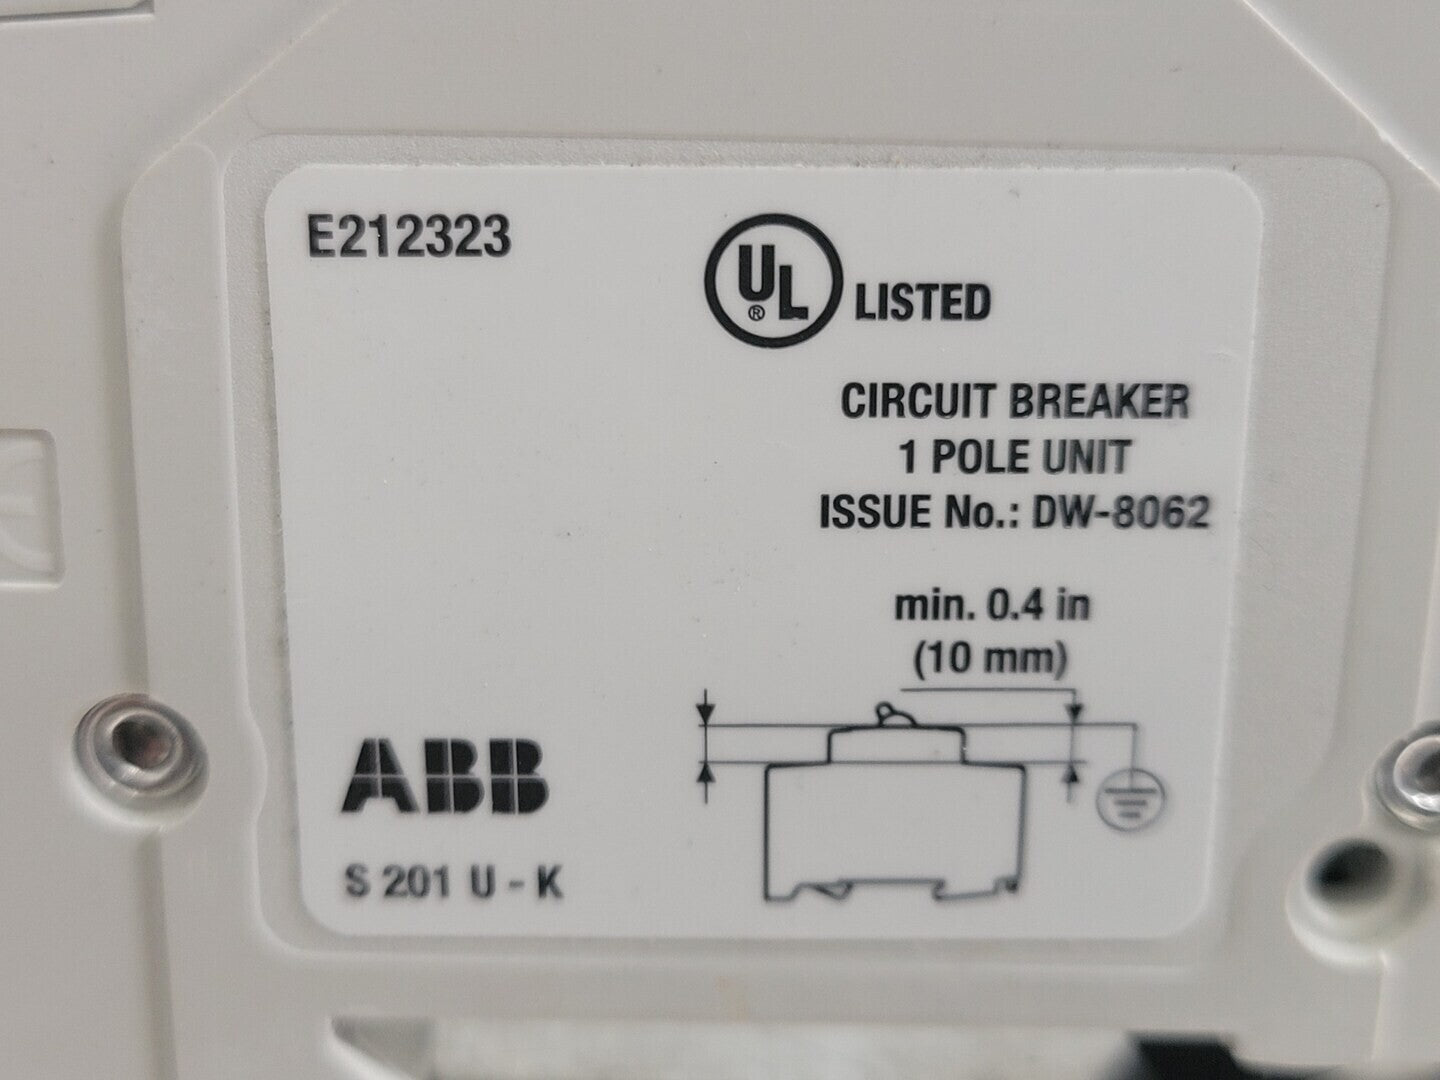 E212323
UL
®
LISTED
CIRCUIT BREAKER
1 POLE UNIT
ISSUE No.: DW-8062
min. 0.4 in
(10 mm)
ABB
S 201 U - K